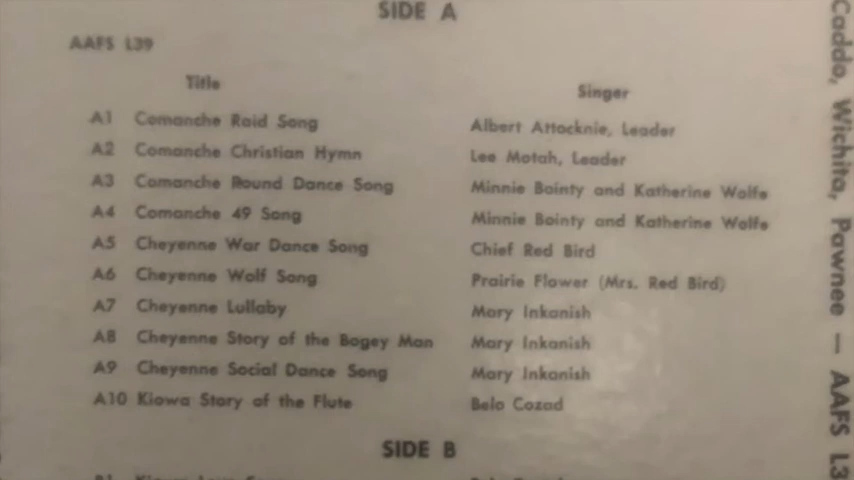 SIDE A
AAFS L39
Title Singer
A1 Comanche Raid Song Albert Attocknie, Leader
A2 Comanche Christian Hymn Lee Motah, Leader
A3 Comanche Round Dance Song Minnie Bointy and Katherine Wolfe
A4 Comanche 49 Song Minnie Bointy and Katherine Wolfe
A5 Cheyenne War Dance Song Chief Red Bird
A6 Cheyenne Wolf Song Prairie Flower (Mrs. Red Bird)
A7 Cheyenne Lullaby Mary Inkanish
A8 Cheyenne Story of the Bogey Man Mary Inkanish
A9 Cheyenne Social Dance Song Mary Inkanish
A10 Kiowa Story of the Flute Belo Cozad
SIDE B
Caddo, Wichita, Pawnee — AAFS L3